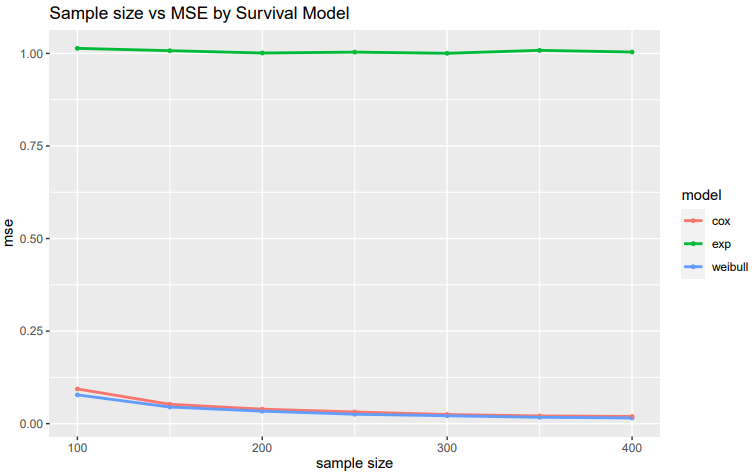 Sample size vs MSE by Survival Model
1.00
0.75
0.50
0.25
0.00
mse
100
200
300
400
sample size
model
cox
exp
weibull